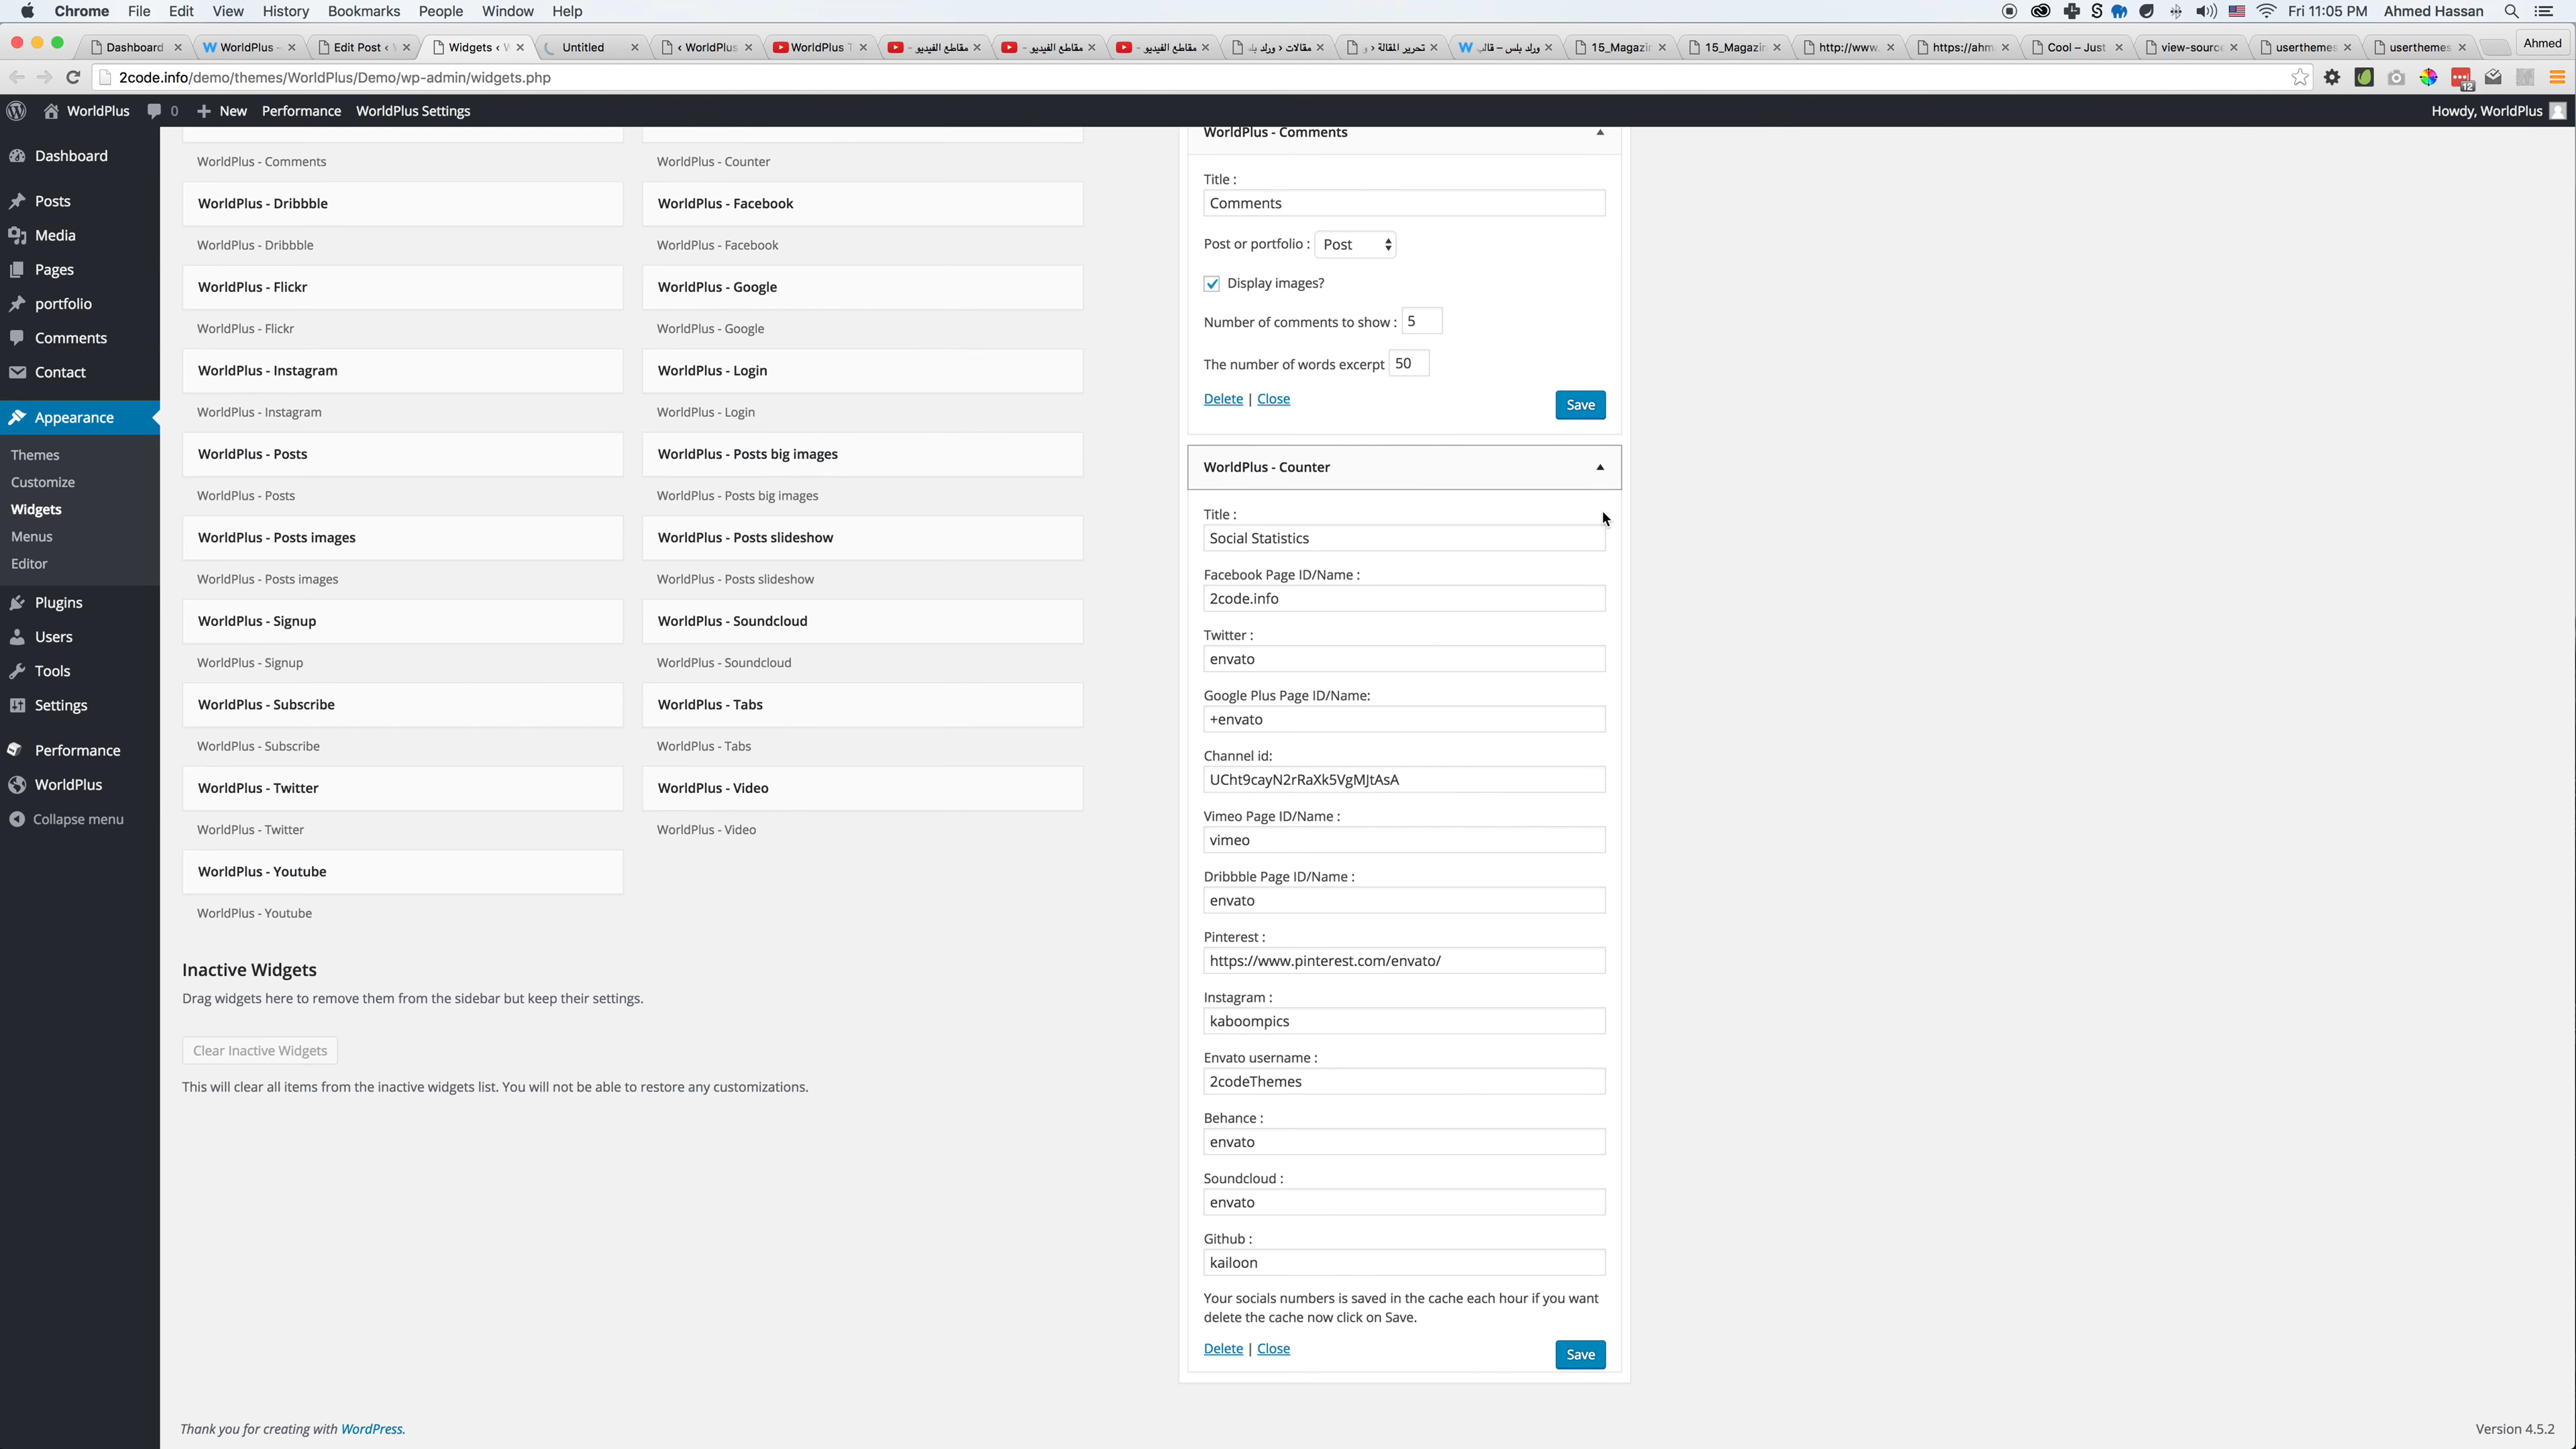 Chrome File Edit View History Bookmarks People Window Help
Fri 11:05 PM Ahmed Hassan
Dashboard
WorldPlus -
Edit Post ‹
Widgets ‹
Untitled
‹ WorldPlus
WorldPlus
مقاطع الفيديو -
مقاطع الفيديو -
مقاطع الفيديو -
مقالات ‹ ورلد
تحرير المقالة ‹ و
ورلد بلس – قالب
15_Magazin
15_Magazin
http://www.
https://ahm
Cool – Just
view-source
userthemes
userthemes
Ahmed
2code.info/demo/themes/WorldPlus/Demo/wp-admin/widgets.php
12
WorldPlus 0 New Performance WorldPlus Settings
Howdy, WorldPlus
Dashboard
Posts
Media
Pages
portfolio
Comments
Contact
Appearance
Themes
Customize
Widgets
Menus
Editor
Plugins
Users
Tools
Settings
Performance
WorldPlus
Collapse menu
WorldPlus - Comments
WorldPlus - Counter
WorldPlus - Dribbble
WorldPlus - Facebook
WorldPlus - Dribbble
WorldPlus - Facebook
WorldPlus - Flickr
WorldPlus - Google
WorldPlus - Flickr
WorldPlus - Google
WorldPlus - Instagram
WorldPlus - Login
WorldPlus - Instagram
WorldPlus - Login
WorldPlus - Posts
WorldPlus - Posts big images
WorldPlus - Posts
WorldPlus - Posts big images
WorldPlus - Posts images
WorldPlus - Posts slideshow
WorldPlus - Posts images
WorldPlus - Posts slideshow
WorldPlus - Signup
WorldPlus - Soundcloud
WorldPlus - Signup
WorldPlus - Soundcloud
WorldPlus - Subscribe
WorldPlus - Tabs
WorldPlus - Subscribe
WorldPlus - Tabs
WorldPlus - Twitter
WorldPlus - Video
WorldPlus - Twitter
WorldPlus - Video
WorldPlus - Youtube
WorldPlus - Youtube
Inactive Widgets
Drag widgets here to remove them from the sidebar but keep their settings.
Clear Inactive Widgets
This will clear all items from the inactive widgets list. You will not be able to restore any customizations.
WorldPlus - Comments
Title :
Comments
Post or portfolio : Post
Display images?
Number of comments to show : 5
The number of words excerpt 50
Delete | Close
Save
WorldPlus - Counter
Title :
Social Statistics
Facebook Page ID/Name :
2code.info
Twitter :
envato
Google Plus Page ID/Name:
+envato
Channel id:
UCht9cayN2rRaXk5VgMJtAsA
Vimeo Page ID/Name :
vimeo
Dribbble Page ID/Name :
envato
Pinterest :
https://www.pinterest.com/envato/
Instagram :
kaboompics
Envato username :
2codeThemes
Behance :
envato
Soundcloud :
envato
Github :
kailoon
Your socials numbers is saved in the cache each hour if you want
delete the cache now click on Save.
Delete | Close
Save
Thank you for creating with WordPress.
Version 4.5.2